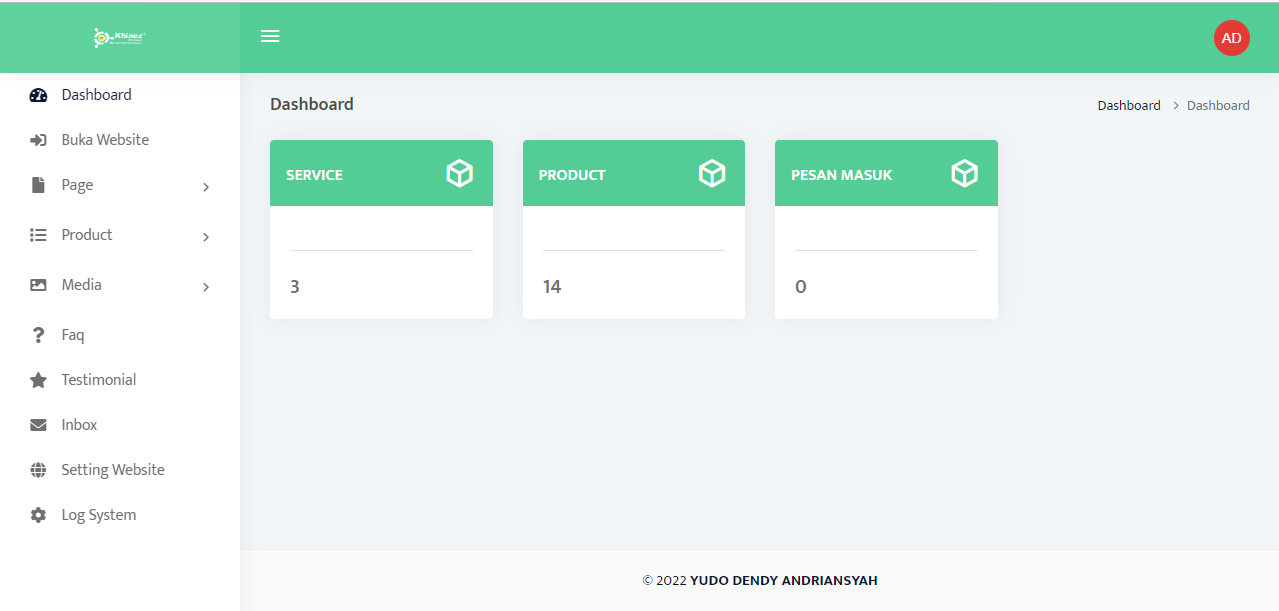 Khinez
AD
Dashboard
Buka Website
Page
Product
Media
Faq
Testimonial
Inbox
Setting Website
Log System
Dashboard
Dashboard > Dashboard
SERVICE
3
PRODUCT
14
PESAN MASUK
0
© 2022 YUDO DENDY ANDRIANSYAH